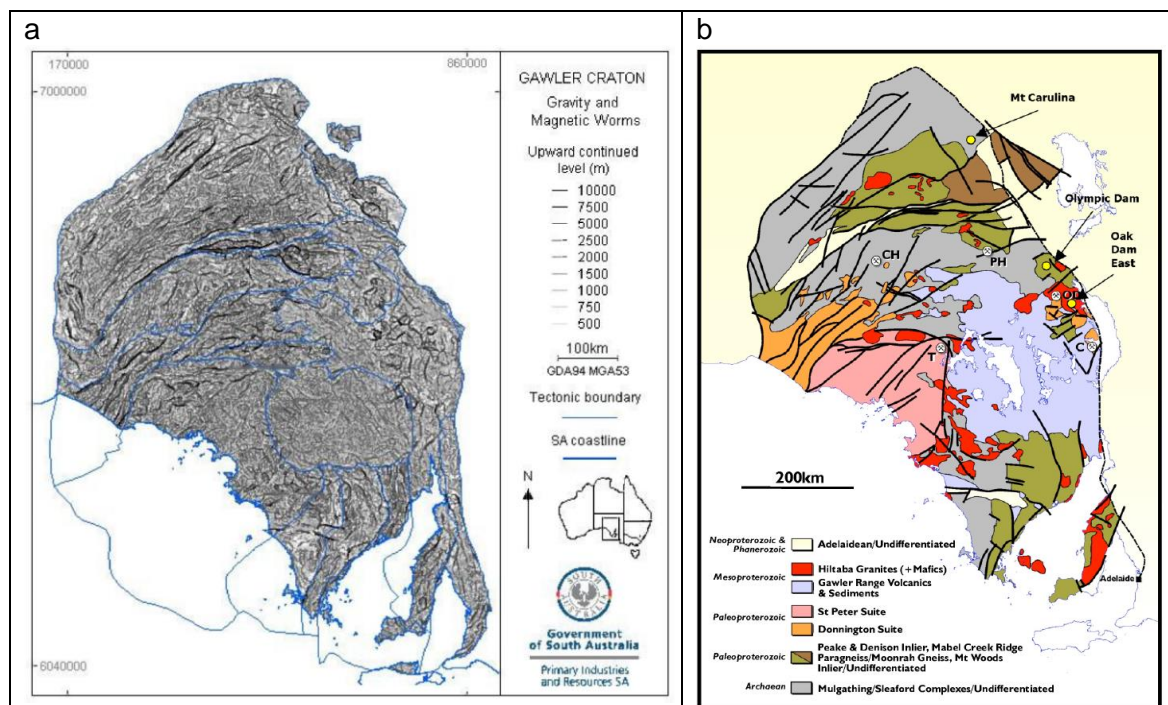 a
170000
860000
7000000
6040000
GAWLER CRATON
Gravity and
Magnetic Worms
Upward continued
level (m)
10000
7500
5000
2500
2000
1500
1000
750
500
100km
GDA94 MGA53
Tectonic boundary
SA coastline
N
SOUTH
AUSTRALIA
Government
of South Australia
Primary Industries
and Resources SA
b
Mt Carulina
Olympic Dam
Oak
Dam
East
CH
PH
OD
T
C
200km
Adelaide
Neoproterozoic &
Phanerozoic
Adelaidean/Undifferentiated
Mesoproterozoic
Hiltaba Granites (+Mafics)
Gawler Range Volcanics
& Sediments
Paleoproterozoic
St Peter Suite
Donnington Suite
Paleoproterozoic
Peake & Denison Inlier, Mabel Creek Ridge
Paragneiss/Moonrah Gneiss, Mt Woods
Inlier/Undifferentiated
Archaean
Mulgathing/Sleaford Complexes/Undifferentiated